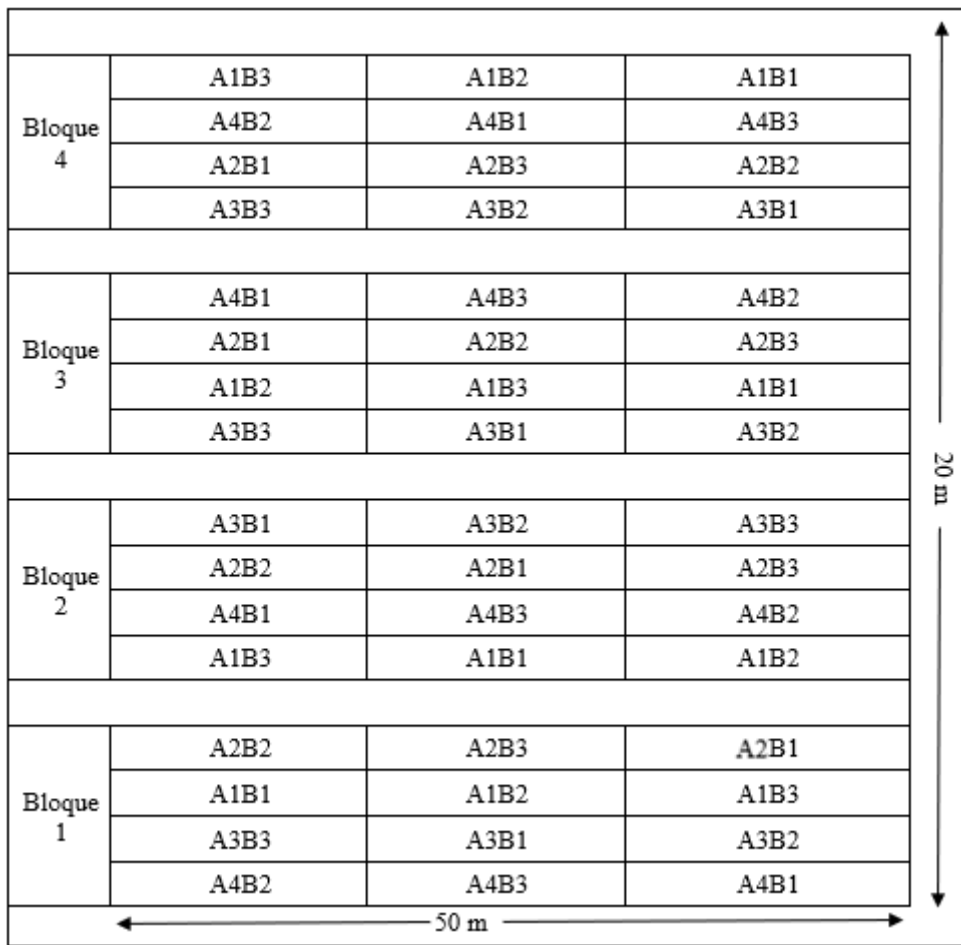 A1B3 A1B2 A1B1
Bloque 4 A4B2 A4B1 A4B3
A2B1 A2B3 A2B2
A3B3 A3B2 A3B1
A4B1 A4B3 A4B2
Bloque 3 A2B1 A2B2 A2B3
A1B2 A1B3 A1B1
A3B3 A3B1 A3B2
20 m
A3B1 A3B2 A3B3
Bloque 2 A2B2 A2B1 A2B3
A4B1 A4B3 A4B2
A1B3 A1B1 A1B2
A2B2 A2B3 A2B1
Bloque 1 A1B1 A1B2 A1B3
A3B3 A3B1 A3B2
A4B2 A4B3 A4B1
50 m